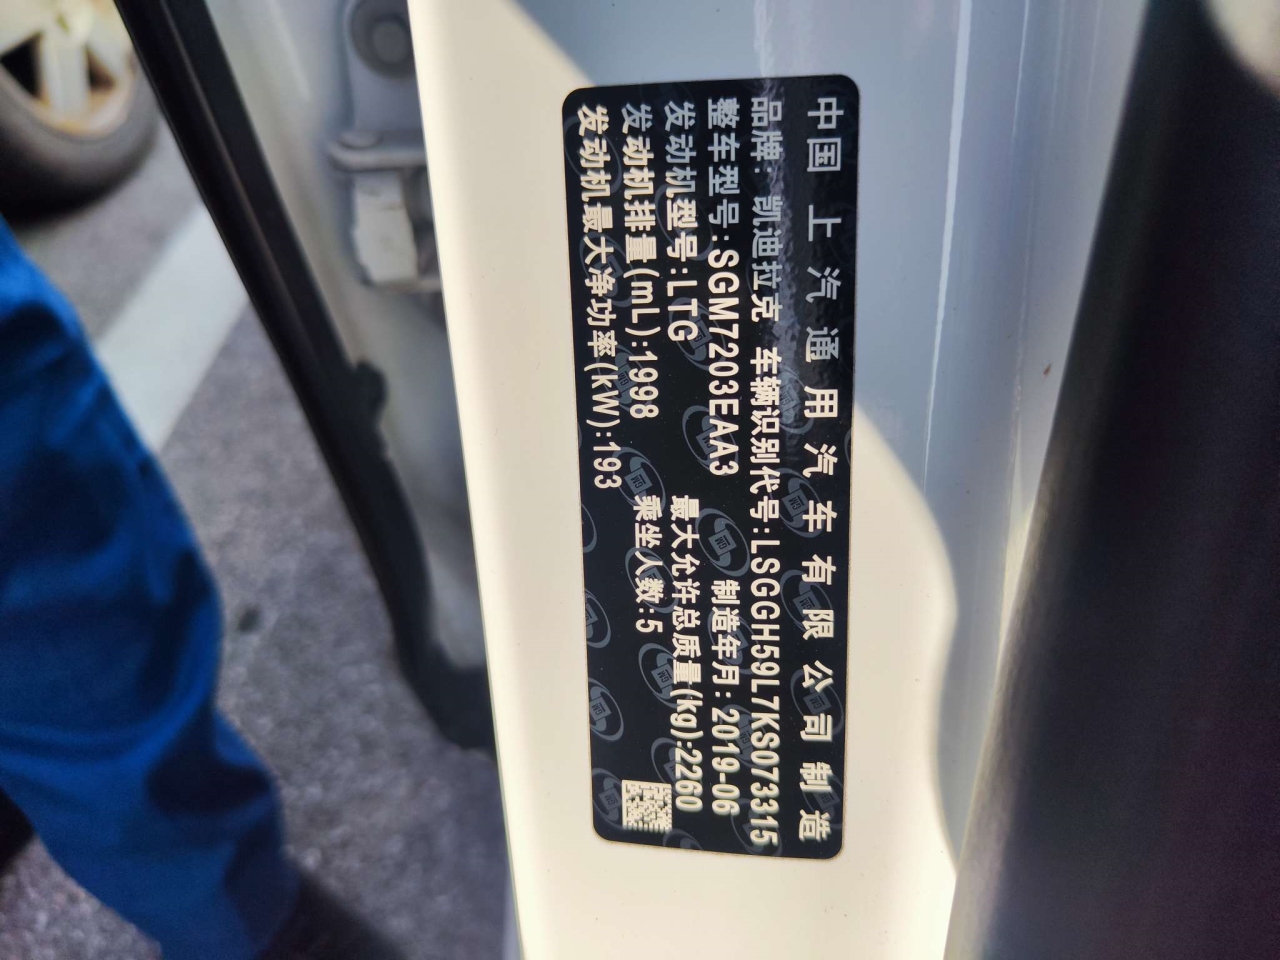 中国上汽通用汽车有限公司制造
品牌:凯迪拉克 车辆识别代号:LSGGH59L7KS073315
整车型号:SGM7203EAA3 制造年月:2019-06
发动机型号:LTG 最大允许总质量(kg):2260
发动机排量(mL):1998 乘坐人数:5
发动机最大净功率(kW):193